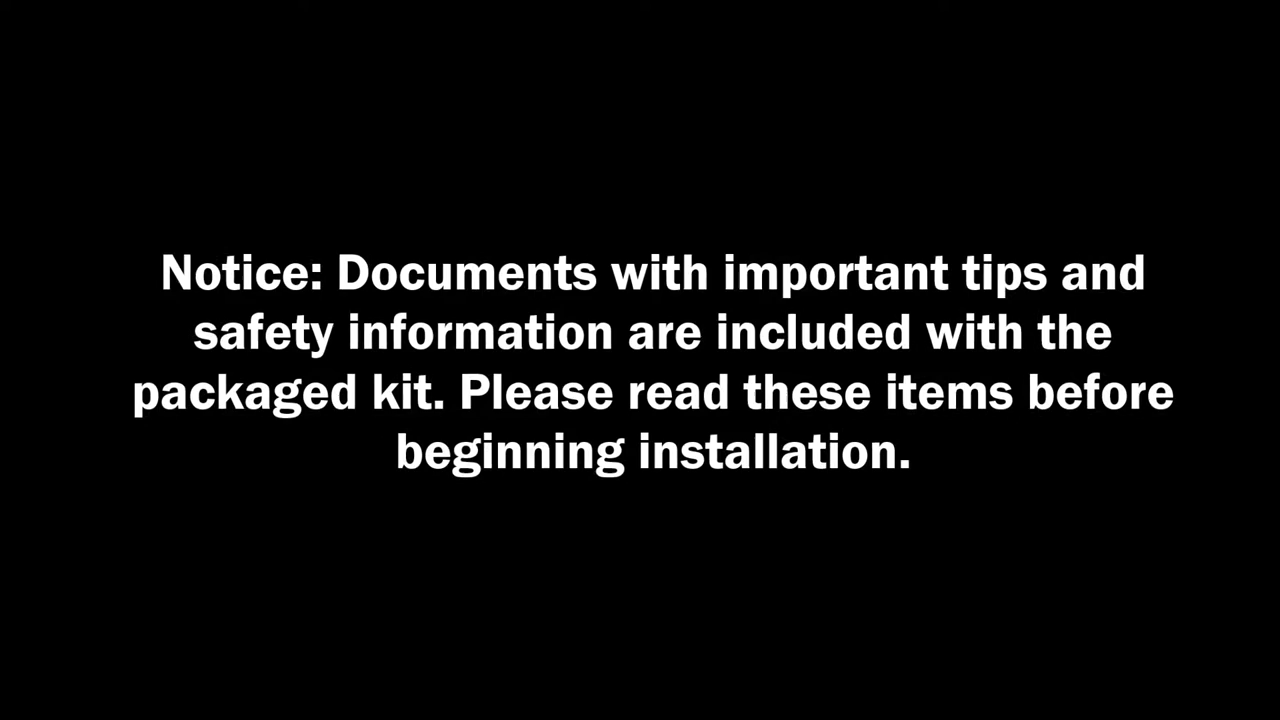 Notice: Documents with important tips and
safety information are included with the
packaged kit. Please read these items before
beginning installation.